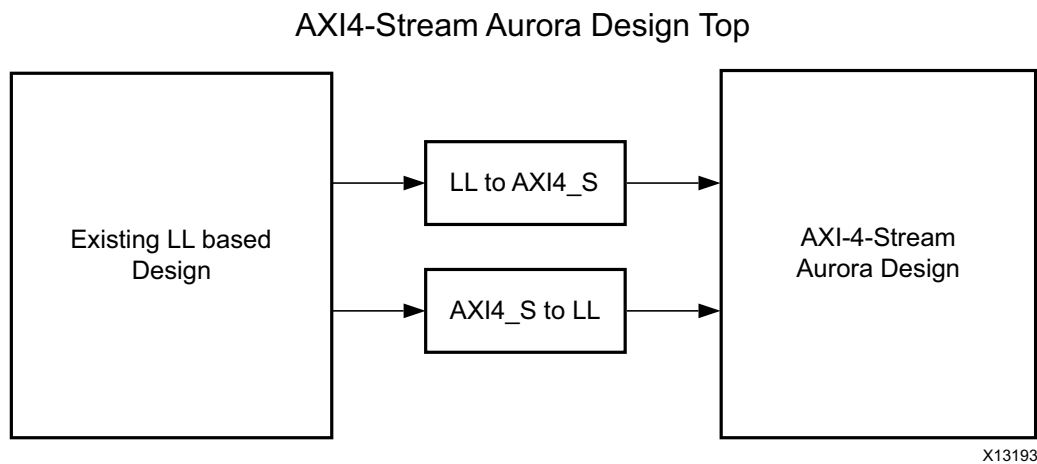 AXI4-Stream Aurora Design Top
Existing LL based
Design
LL to AXI4_S
AXI4_S to LL
AXI-4-Stream
Aurora Design
X13193